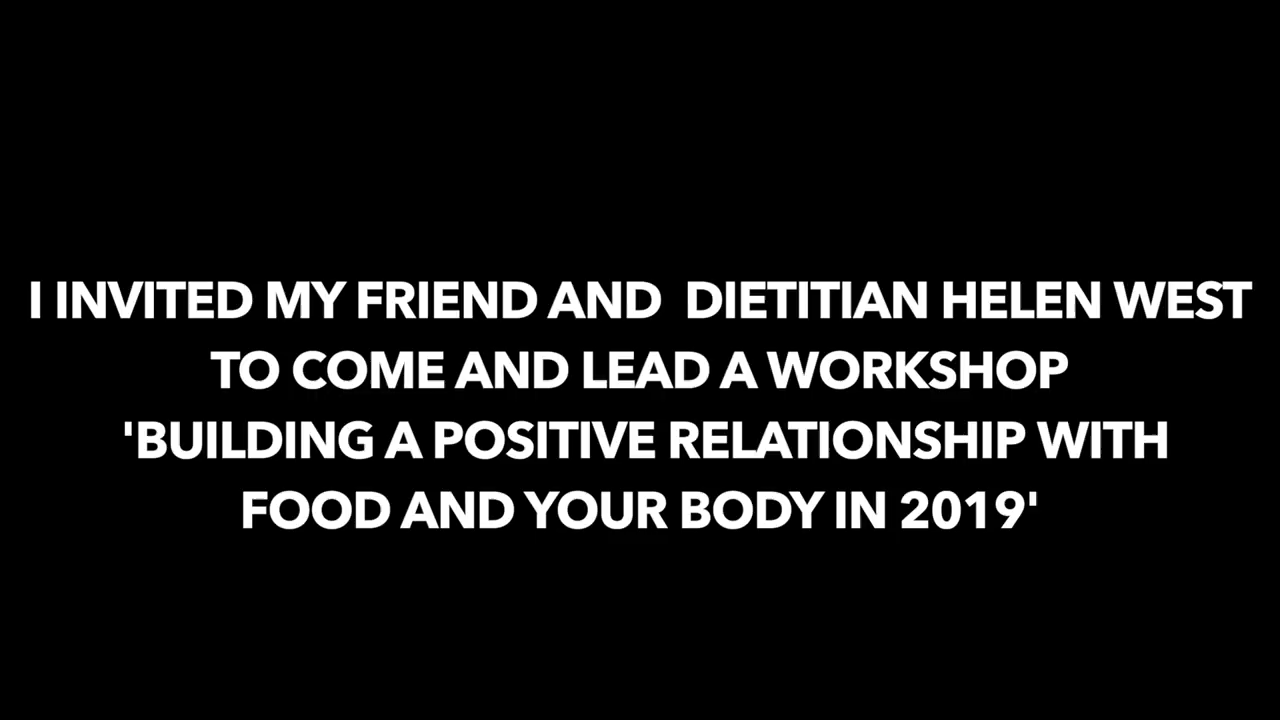 I INVITED MY FRIEND AND  DIETITIAN HELEN WEST
TO COME AND LEAD A WORKSHOP
'BUILDING A POSITIVE RELATIONSHIP WITH
FOOD AND YOUR BODY IN 2019'